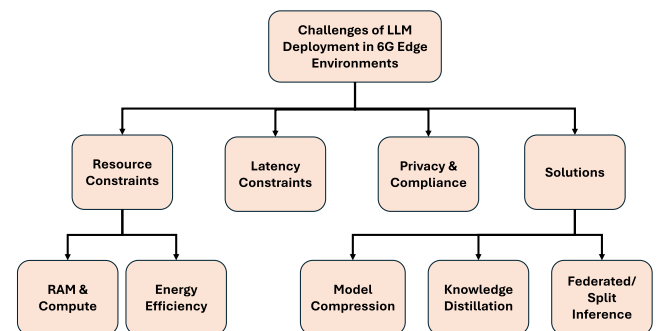 Challenges of LLM
Deployment in 6G Edge
Environments
Resource
Constraints
Latency
Constraints
Privacy &
Compliance
Solutions
RAM &
Compute
Energy
Efficiency
Model
Compression
Knowledge
Distillation
Federated/
Split
Inference